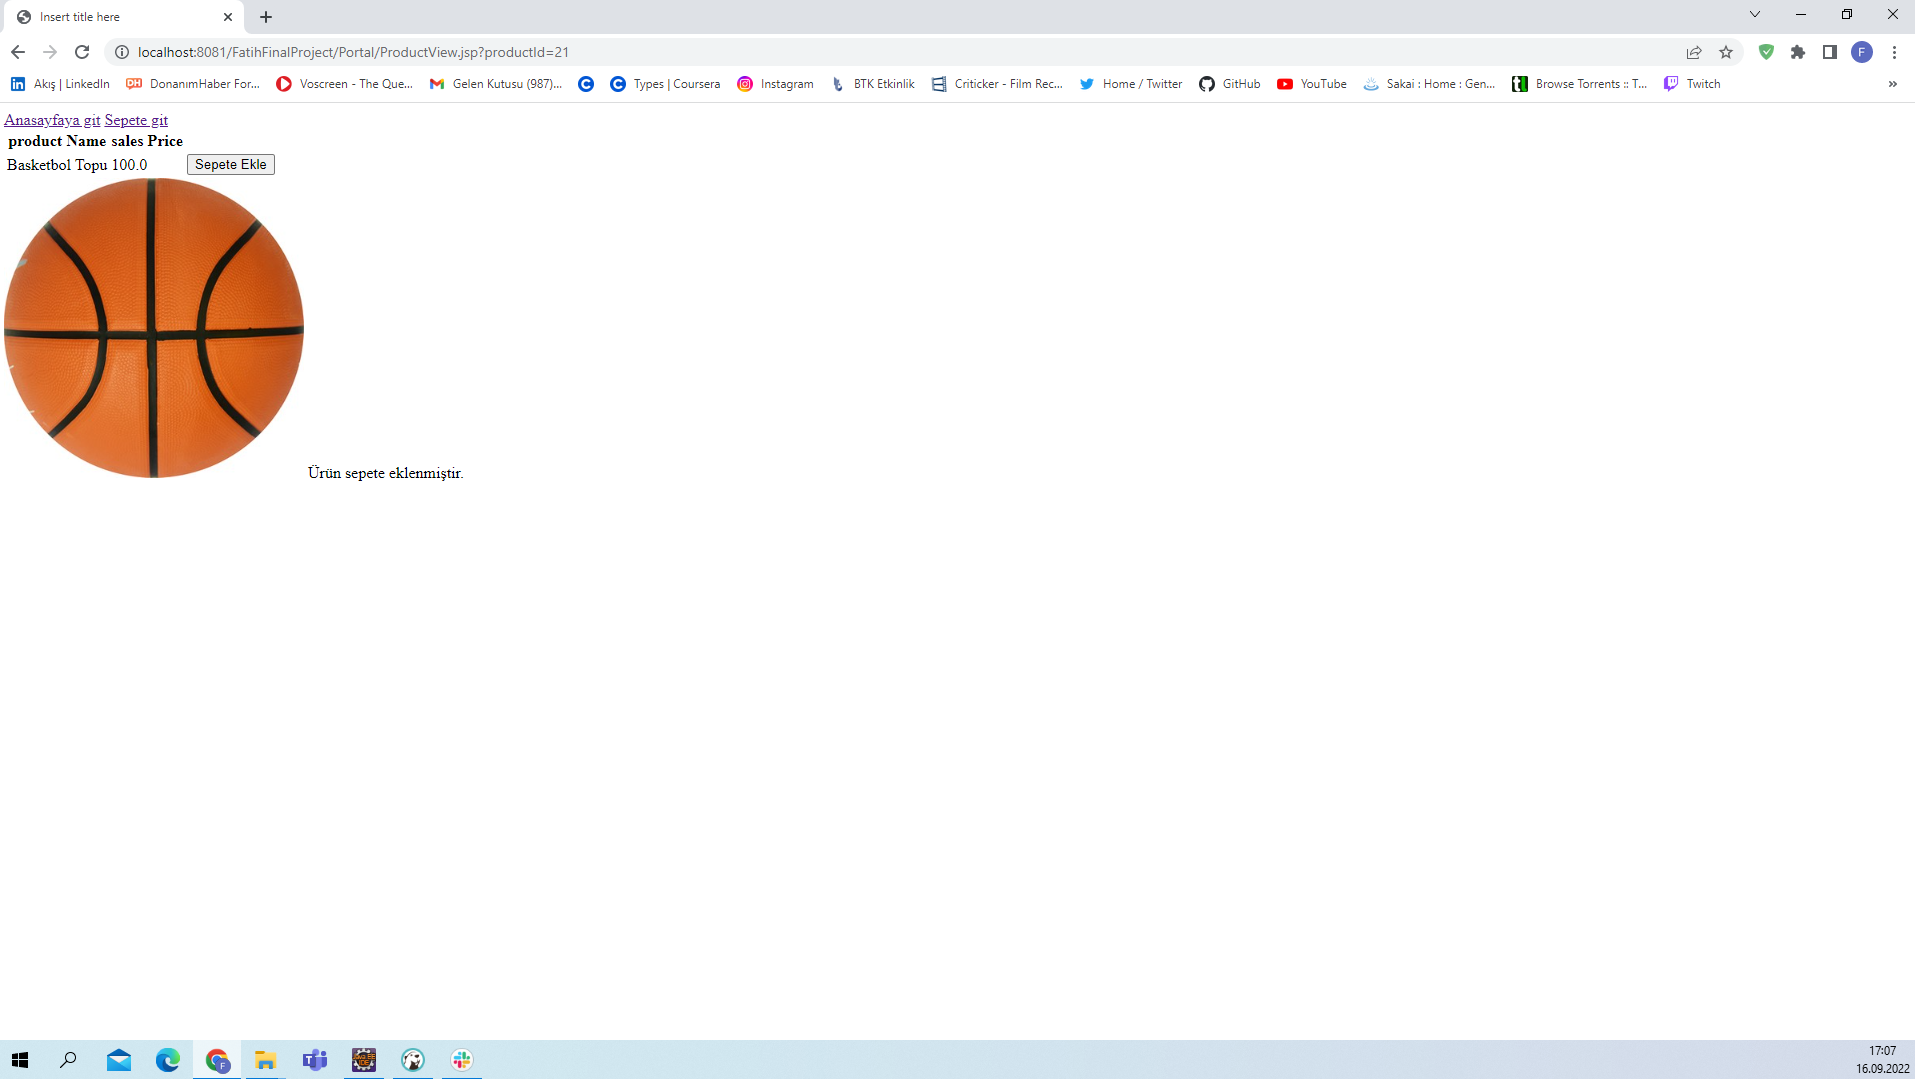 Insert title here
localhost:8081/FatihFinalProject/Portal/ProductView.jsp?productId=21
F
Akış | LinkedIn DonanımHaber For... Voscreen - The Que... Gelen Kutusu (987)... Types | Coursera Instagram BTK Etkinlik Criticker - Film Rec... Home / Twitter GitHub YouTube Sakai : Home : Gen... Browse Torrents :: T... Twitch »
Anasayfaya git Sepete git
product Name sales Price
Basketbol Topu 100.0 Sepete Ekle
Ürün sepete eklenmiştir.
17:07
16.09.2022